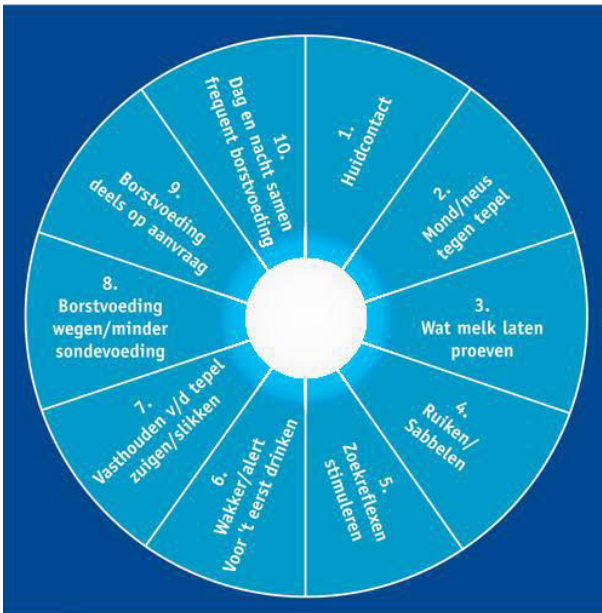 1.
Huidcontact
2.
Mond/neus
tegen tepel
3.
Wat melk laten
proeven
4.
Ruiken/
Sabbelen
5.
Zoekreflexen
stimuleren
6.
Wakker/alert
Voor 't eerst drinken
7.
Vasthouden v/d tepel
zuigen/slikken
8.
Borstvoeding
wegen/minder
sondevoeding
9.
Borstvoeding
deels op aanvraag
10.
Dag en nacht samen
frequent borstvoeding